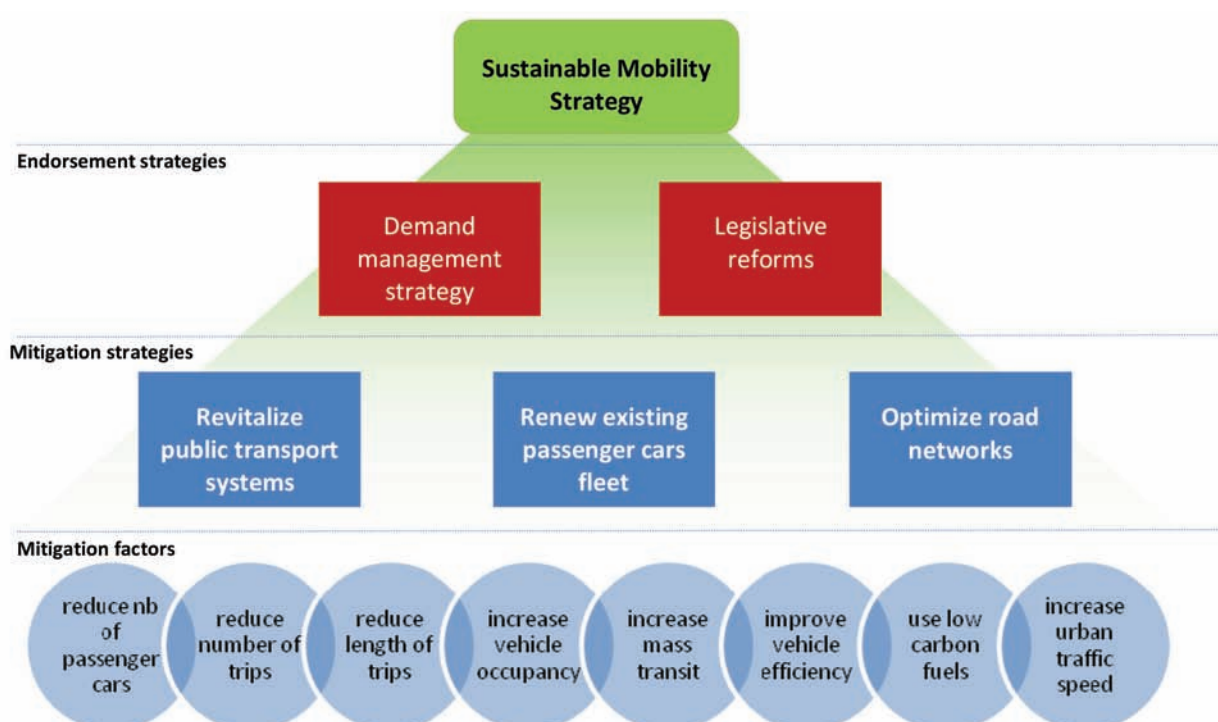 Sustainable Mobility
Strategy
Endorsement strategies
Demand
management
strategy
Legislative
reforms
Mitigation strategies
Revitalize
public transport
systems
Renew existing
passenger cars
fleet
Optimize road
networks
Mitigation factors
reduce nb
of
passenger
cars
reduce
number of
trips
reduce
length of
trips
increase
vehicle
occupancy
increase
mass
transit
improve
vehicle
efficiency
use low
carbon
fuels
increase
urban
traffic
speed